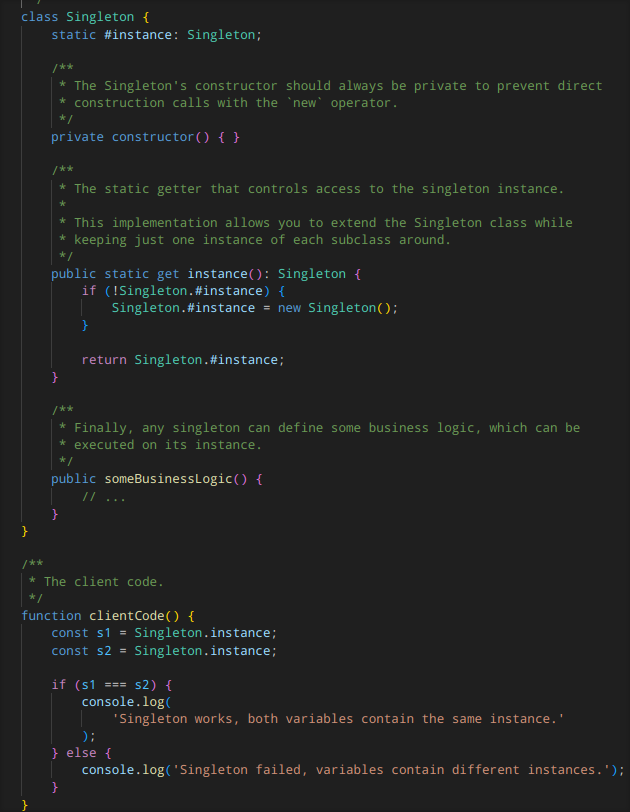 */
class Singleton {
    static #instance: Singleton;

    /**
     * The Singleton's constructor should always be private to prevent direct
     * construction calls with the `new` operator.
     */
    private constructor() { }

    /**
     * The static getter that controls access to the singleton instance.
     *
     * This implementation allows you to extend the Singleton class while
     * keeping just one instance of each subclass around.
     */
    public static get instance(): Singleton {
        if (!Singleton.#instance) {
            Singleton.#instance = new Singleton();
        }

        return Singleton.#instance;
    }

    /**
     * Finally, any singleton can define some business logic, which can be
     * executed on its instance.
     */
    public someBusinessLogic() {
        // ...
    }
}

/**
 * The client code.
 */
function clientCode() {
    const s1 = Singleton.instance;
    const s2 = Singleton.instance;

    if (s1 === s2) {
        console.log(
            'Singleton works, both variables contain the same instance.'
        );
    } else {
        console.log('Singleton failed, variables contain different instances.');
    }
}